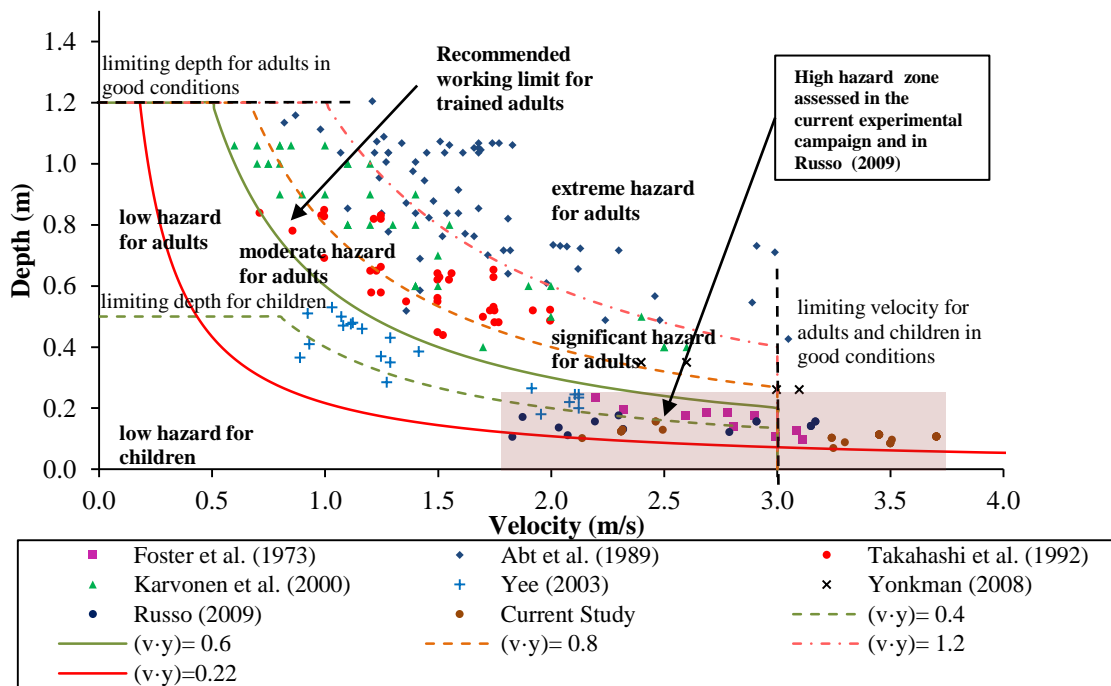 1.4
1.2
1.0
0.8
0.6
0.4
0.2
0.0
Depth (m)
limiting depth for adults in
good conditions
Recommended
working limit for
trained adults
High hazard zone
assessed in the
current experimental
campaign and in
Russo (2009)
low hazard
for adults
moderate hazard
for adults
extreme hazard
for adults
limiting depth for children
significant hazard
for adults
limiting velocity for
adults and children in
good conditions
low hazard for
children
0.0 0.5 1.0 1.5 2.0 2.5 3.0 3.5 4.0
Velocity (m/s)
Foster et al. (1973) Abt et al. (1989) Takahashi et al. (1992)
Karvonen et al. (2000) Yee (2003) Yonkman (2008)
Russo (2009) Current Study (v·y)= 0.4
(v·y)= 0.6 (v·y)= 0.8 (v·y)= 1.2
(v·y)=0.22